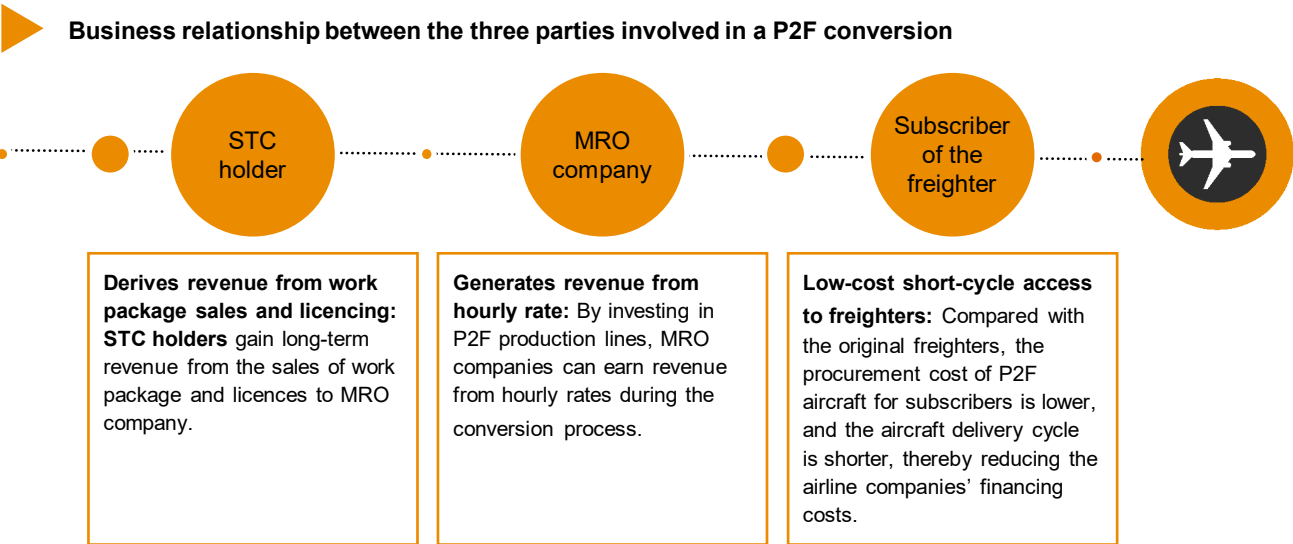 Business relationship between the three parties involved in a P2F conversion
STC
holder
MRO
company
Subscriber
of the
freighter
Derives revenue from work
package sales and licencing:
STC holders gain long-term
revenue from the sales of work
package and licences to MRO
company.
Generates revenue from
hourly rate: By investing in
P2F production lines, MRO
companies can earn revenue
from hourly rates during the
conversion process.
Low-cost short-cycle access
to freighters: Compared with
the original freighters, the
procurement cost of P2F
aircraft for subscribers is lower,
and the aircraft delivery cycle
is shorter, thereby reducing the
airline companies’ financing
costs.